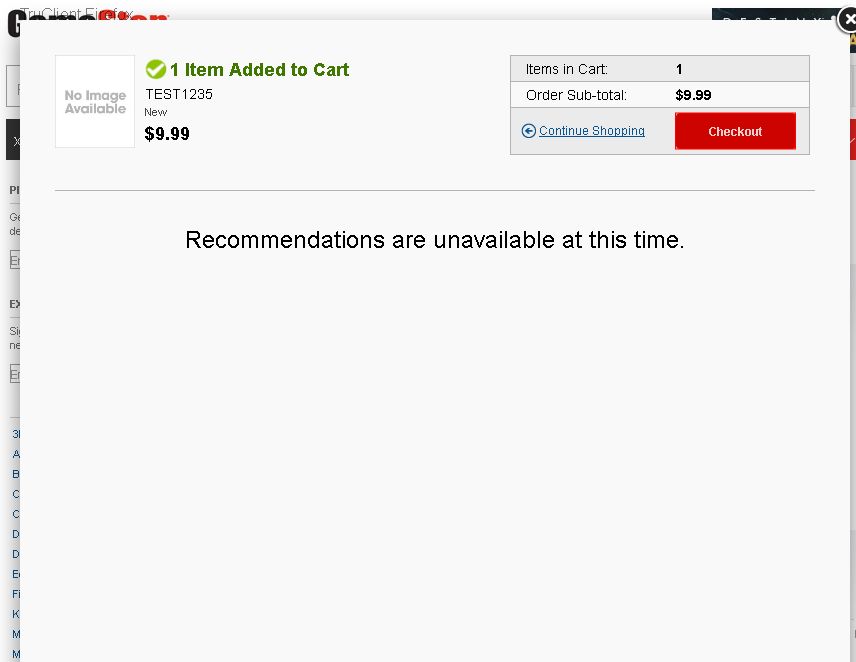 TruClient Firefox
No Image
Available
1 Item Added to Cart
TEST1235
New
$9.99
Items in Cart: 1
Order Sub-total: $9.99
Continue Shopping
Checkout
Recommendations are unavailable at this time.